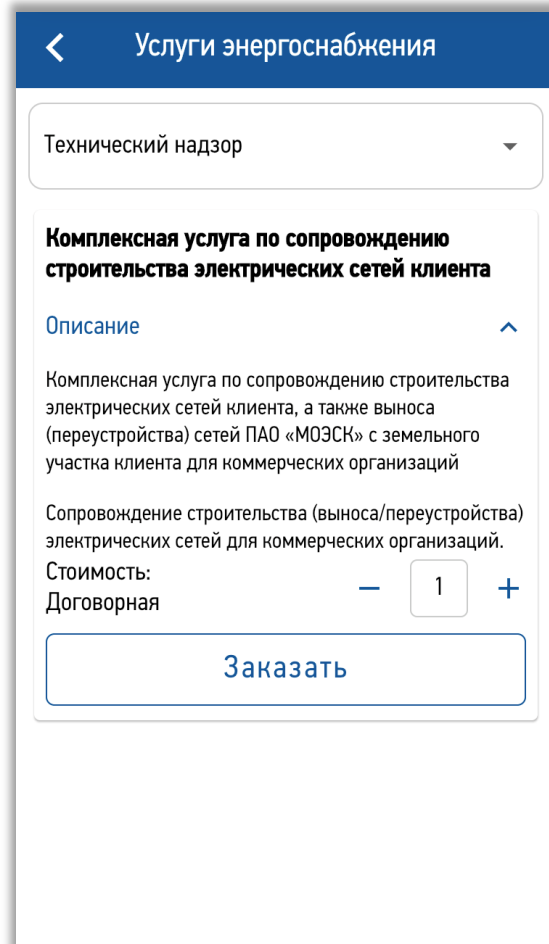 Услуги энергоснабжения
Технический надзор
Комплексная услуга по сопровождению
строительства электрических сетей клиента
Описание
Комплексная услуга по сопровождению строительства
электрических сетей клиента, а также выноса
(переустройства) сетей ПАО «МОЭСК» с земельного
участка клиента для коммерческих организаций
Сопровождение строительства (выноса/переустройства)
электрических сетей для коммерческих организаций.
Стоимость:
Договорная
− 1 +
Заказать